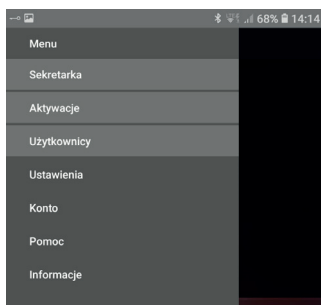 68% 14:14
Menu
Sekretarka
Aktywacje
Użytkownicy
Ustawienia
Konto
Pomoc
Informacje